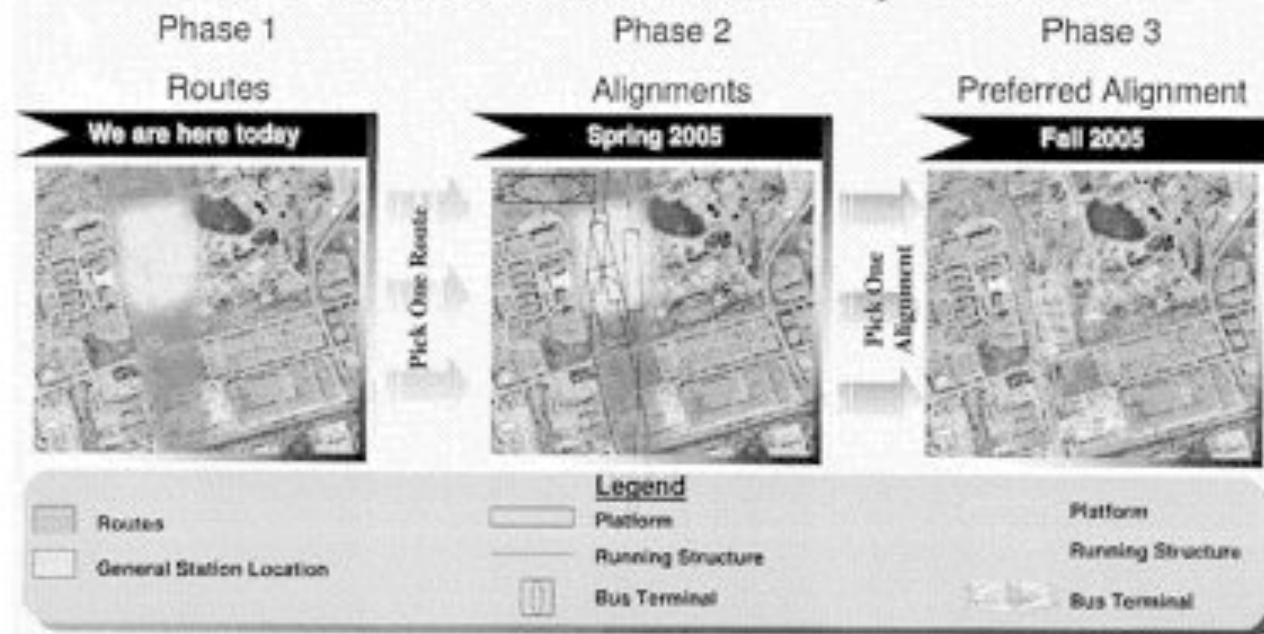 Phase 1
Phase 2
Phase 3
Routes
Alignments
Preferred Alignment
We are here today
Spring 2005
Fall 2005
Pick One Route
Pick One
Alignment
Legend
Routes
General Station Location
Platform
Running Structure
Bus Terminal
Platform
Running Structure
Bus Terminal